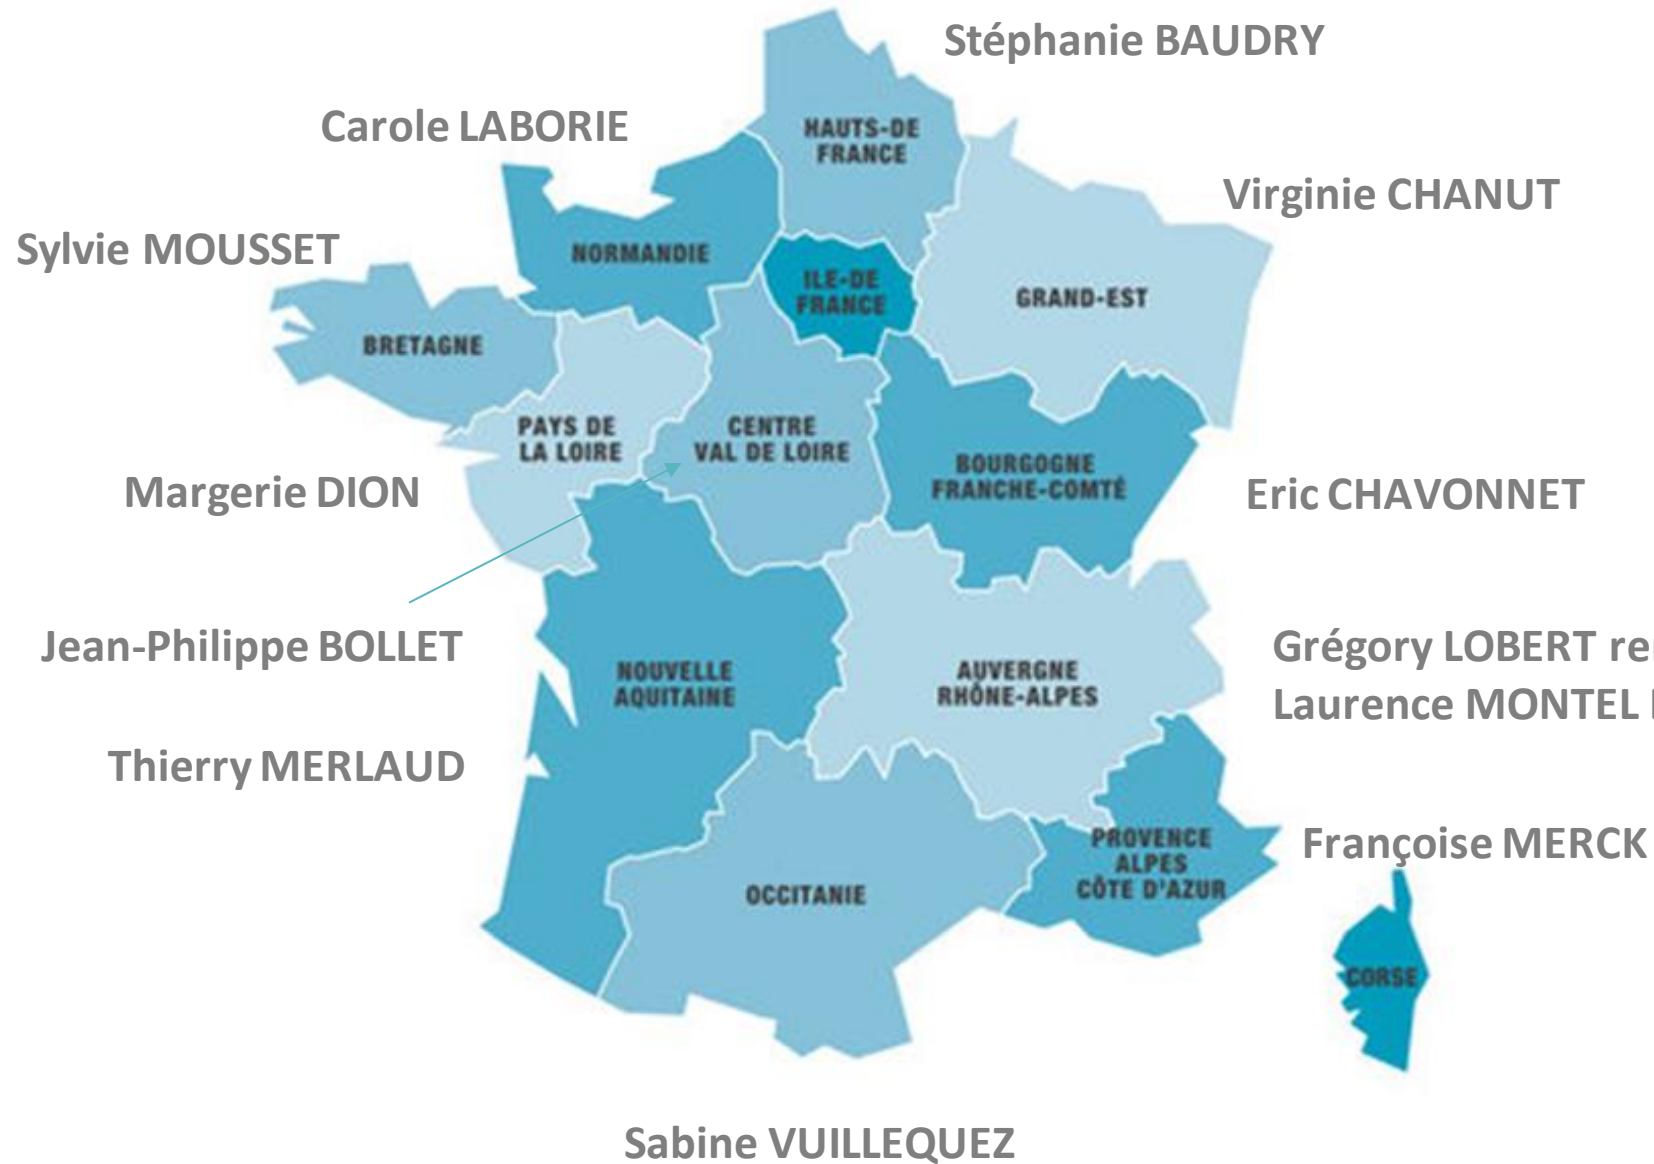 Stéphanie BAUDRY
Carole LABORIE
HAUTS-DE
FRANCE
Virginie CHANUT
Sylvie MOUSSET
NORMANDIE
ILE-DE
FRANCE
GRAND-EST
BRETAGNE
PAYS DE
LA LOIRE
CENTRE
VAL DE LOIRE
BOURGOGNE
FRANCHE-COMTÉ
Margerie DION
Eric CHAVONNET
Jean-Philippe BOLLET
NOUVELLE
AQUITAINE
AUVERGNE
RHÔNE-ALPES
Grégory LOBERT
Laurence MONTEL
Thierry MERLAUD
PROVENCE
ALPES
CÔTE D'AZUR
Françoise MERCK
OCCITANIE
CORSE
Sabine VUILLEQUEZ